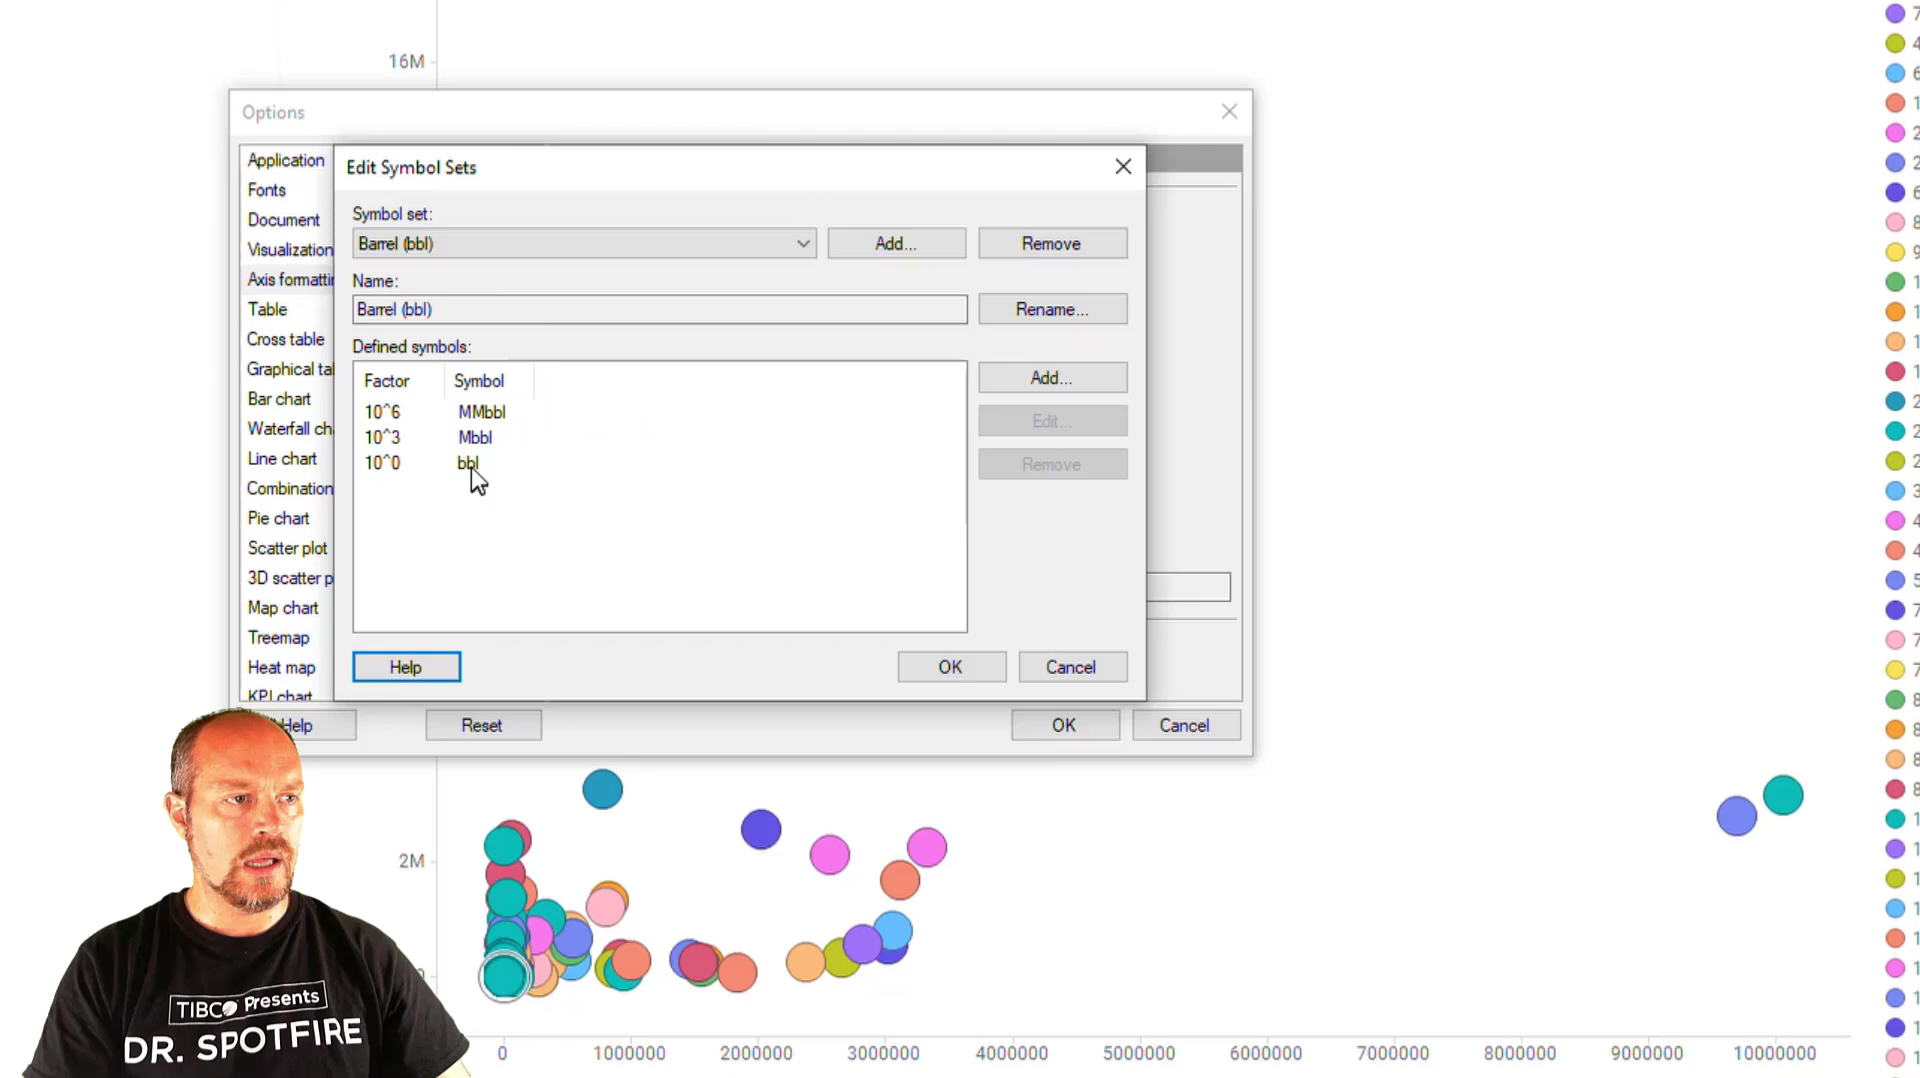 16M
Options
Edit Symbol Sets
Application
Fonts
Document
Visualization
Axis formattin
Table
Cross table
Graphical ta
Bar chart
Waterfall ch
Line chart
Combination
Pie chart
Scatter plot
3D scatter p
Map chart
Treemap
Heat map
KPI chart
Symbol set:
Barrel (bbl)
Add...
Remove
Name:
Barrel (bbl)
Rename...
Defined symbols:
Factor Symbol
10^6 MMbbl
10^3 Mbbl
10^0 bbl
Add...
Edit...
Remove
Help
OK
Cancel
Help
Reset
OK
Cancel
2M
0 1000000 2000000 3000000 4000000 5000000 6000000 7000000 8000000 9000000 10000000
TIBCO Presents
DR. SPOTFIRE